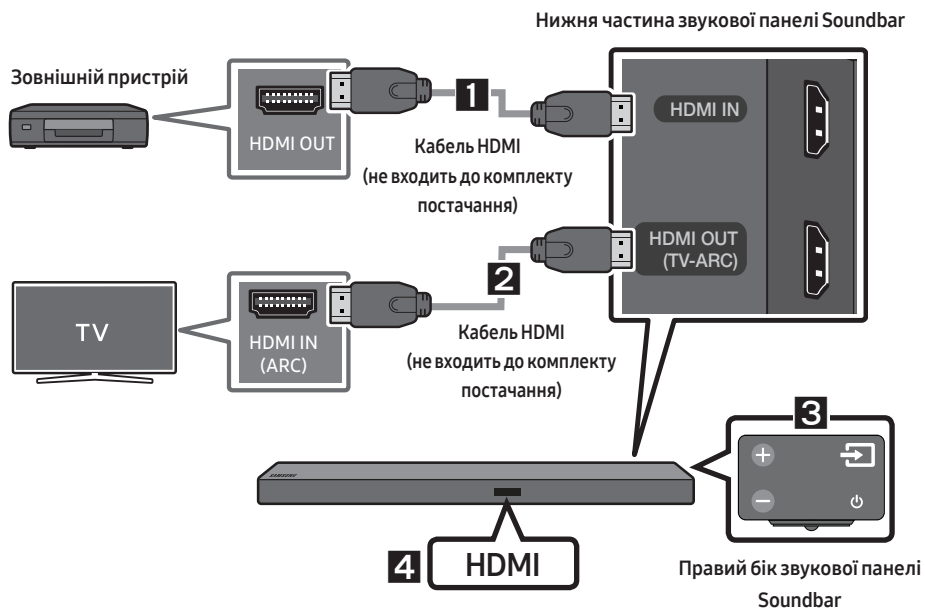 Нижня частина звукової панелі Soundbar
Зовнішній пристрій
HDMI OUT
1
HDMI IN
Кабель HDMI
(не входить до комплекту
постачання)
HDMI OUT
(TV-ARC)
2
TV
HDMI IN
(ARC)
Кабель HDMI
(не входить до комплекту
постачання)
3
SAMSUNG
4
HDMI
Правий бік звукової панелі
Soundbar